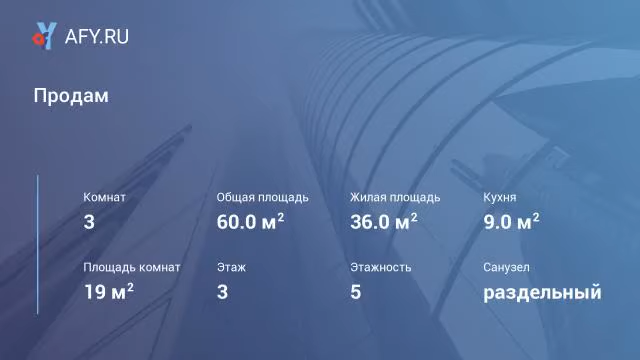 AFY.RU
Продам
Комнат Общая площадь Жилая площадь Кухня
3 60.0 м² 36.0 м² 9.0 м²
Площадь комнат Этаж Этажность Санузел
19 м² 3 5 раздельный